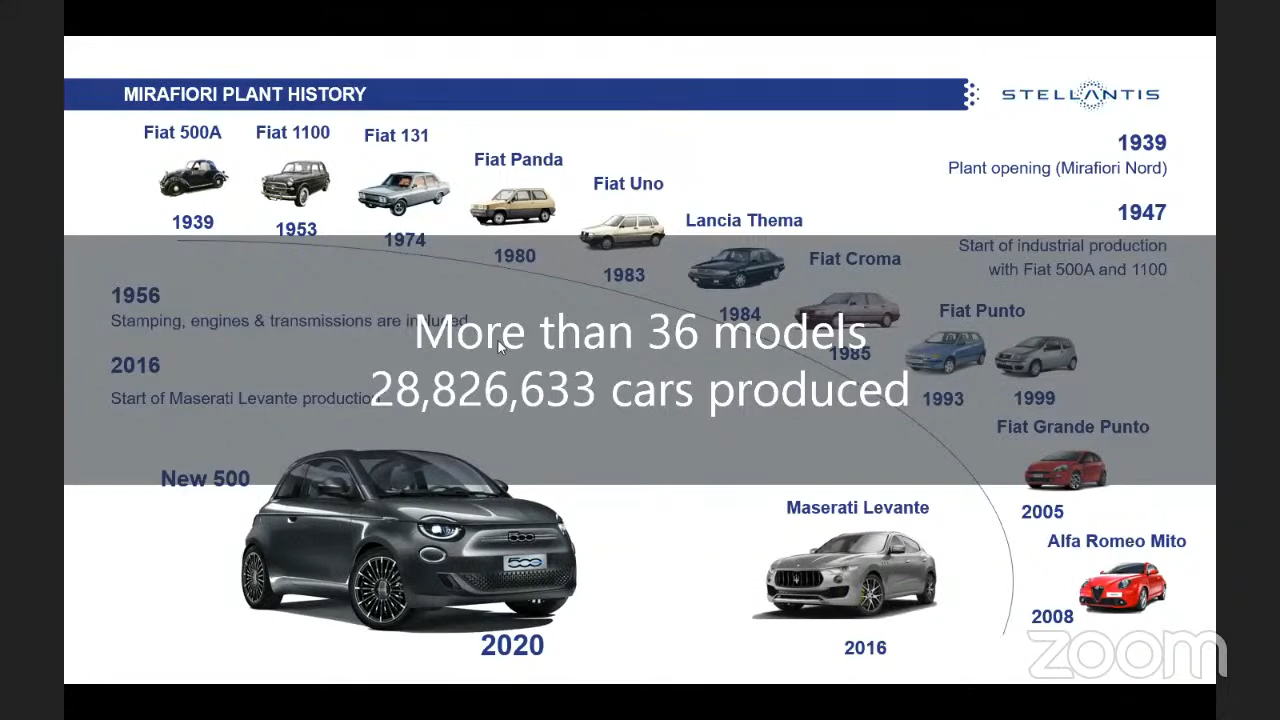 MIRAFIORI PLANT HISTORY
STELLANTIS
Fiat 500A
1939
Fiat 1100
1953
Fiat 131
1974
Fiat Panda
1980
Fiat Uno
1983
Lancia Thema
1984
Fiat Croma
1985
Fiat Punto
1993
1999
Fiat Grande Punto
2005
Alfa Romeo Mito
2008
Maserati Levante
2016
New 500
500
500
2020
1939
Plant opening (Mirafiori Nord)
1947
Start of industrial production
with Fiat 500A and 1100
1956
Stamping, engines & transmissions are included
2016
Start of Maserati Levante production
More than 36 models
28,826,633 cars produced
zoom